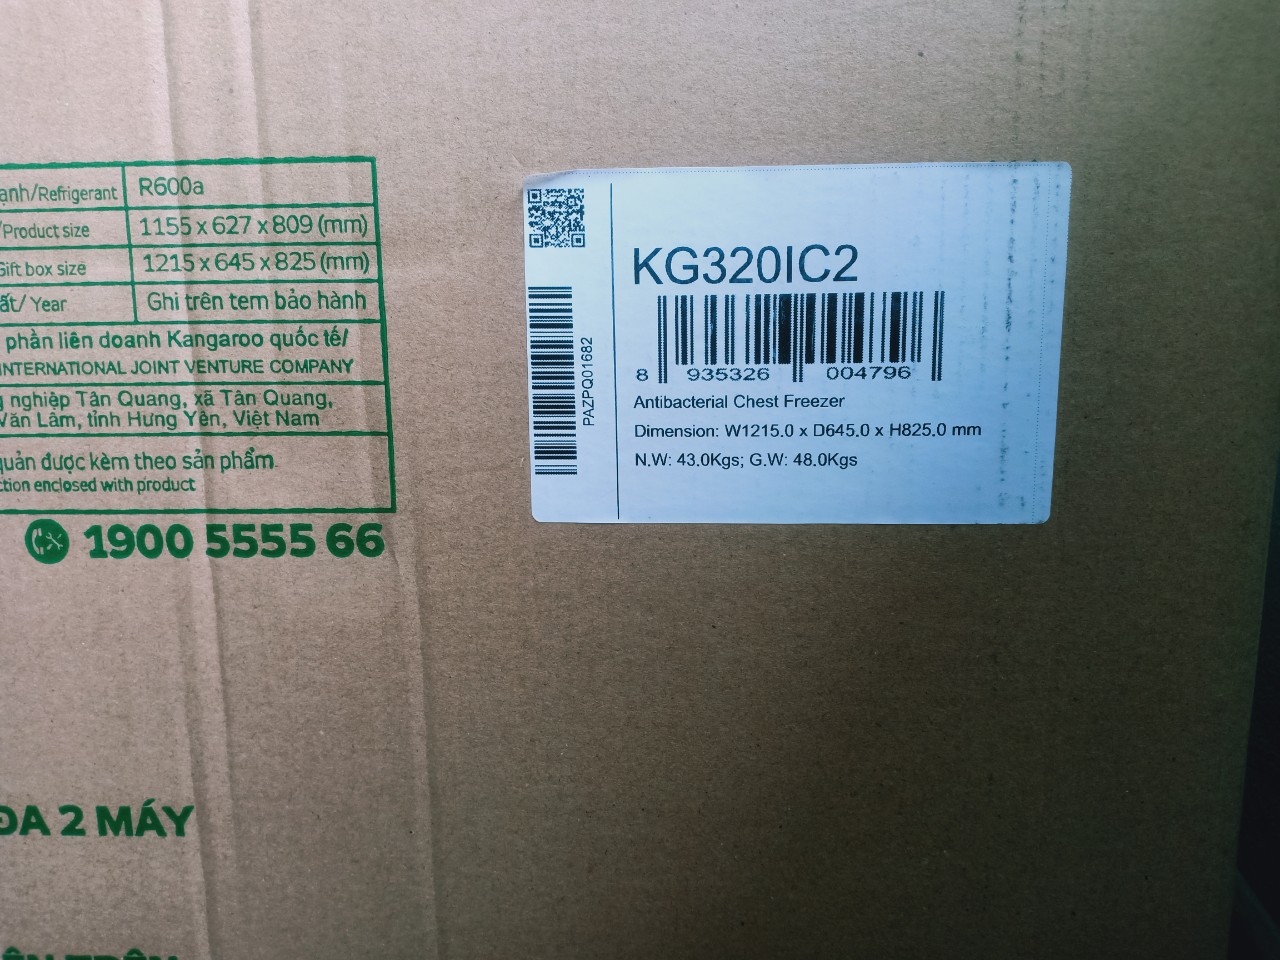 ạnh/Refrigerant R600a
/Product size 1155 x 627 x 809 (mm)
Gift box size 1215 x 645 x 825 (mm)
ất/ Year Ghi trên tem bảo hành
phần liên doanh Kangaroo quốc tế/
INTERNATIONAL JOINT VENTURE COMPANY
nghiệp Tân Quang, xã Tân Quang,
Văn Lâm, tỉnh Hưng Yên, Việt Nam
quản được kèm theo sản phẩm.
ction enclosed with product
1900 5555 66
ĐA 2 MÁY
KG320IC2
8 935326 004796
PAZPQ01682
Antibacterial Chest Freezer
Dimension: W1215.0 x D645.0 x H825.0 mm
N.W: 43.0Kgs; G.W: 48.0Kgs